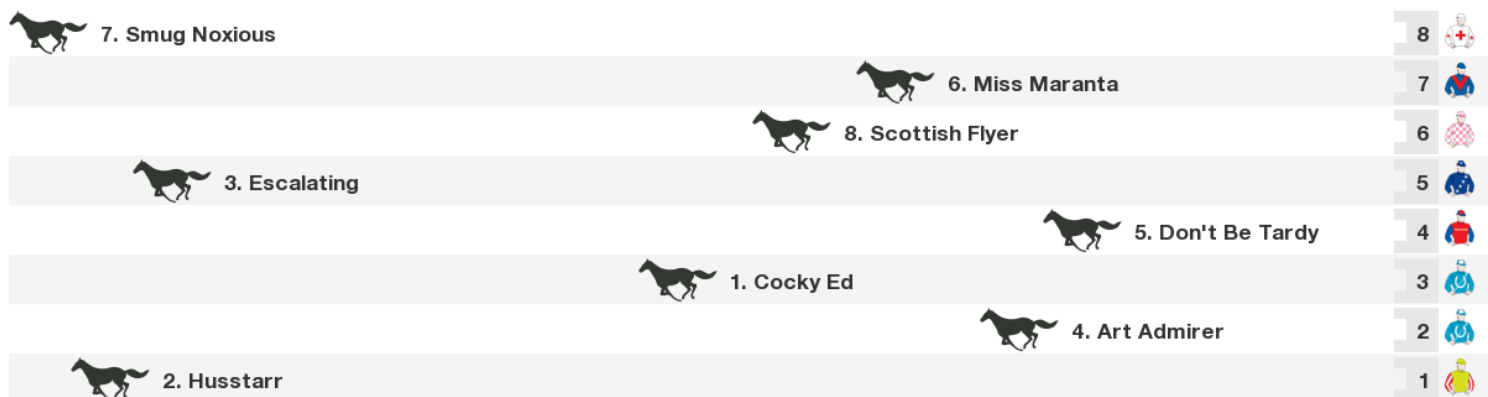 7. Smug Noxious 8
6. Miss Maranta 7
8. Scottish Flyer 6
3. Escalating 5
5. Don't Be Tardy 4
1. Cocky Ed 3
4. Art Admirer 2
2. Husstarr 1